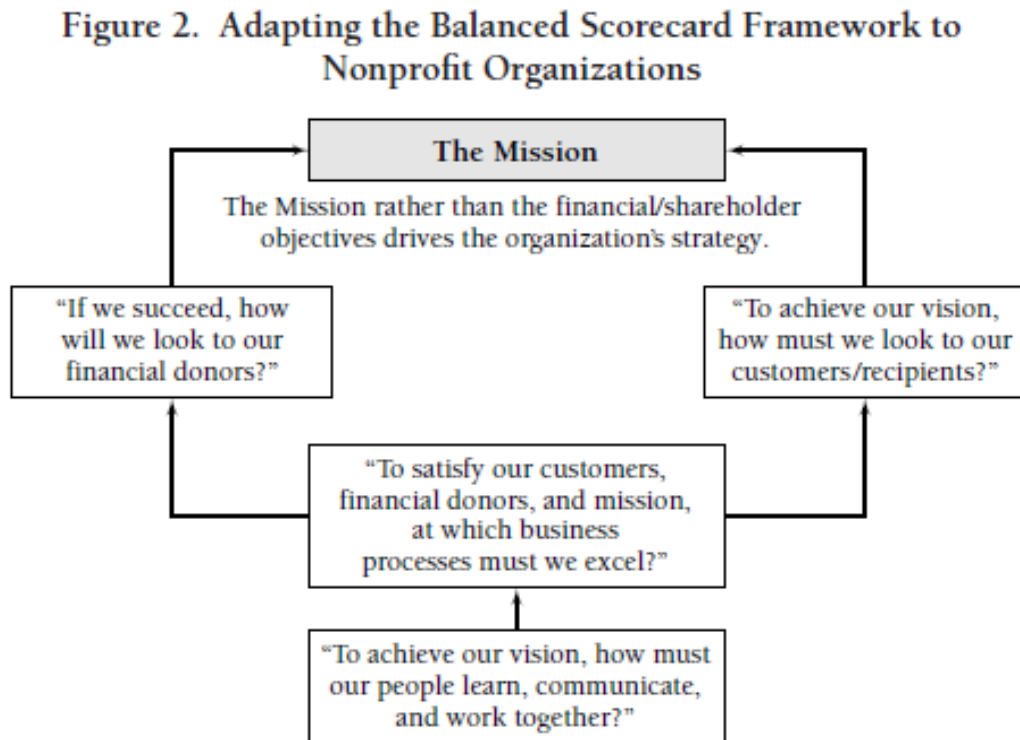 Figure 2. Adapting the Balanced Scorecard Framework to
Nonprofit Organizations
The Mission
The Mission rather than the financial/shareholder
objectives drives the organization's strategy.
“If we succeed, how
will we look to our
financial donors?”
“To achieve our vision,
how must we look to our
customers/recipients?”
“To satisfy our customers,
financial donors, and mission,
at which business
processes must we excel?”
“To achieve our vision, how must
our people learn, communicate,
and work together?”